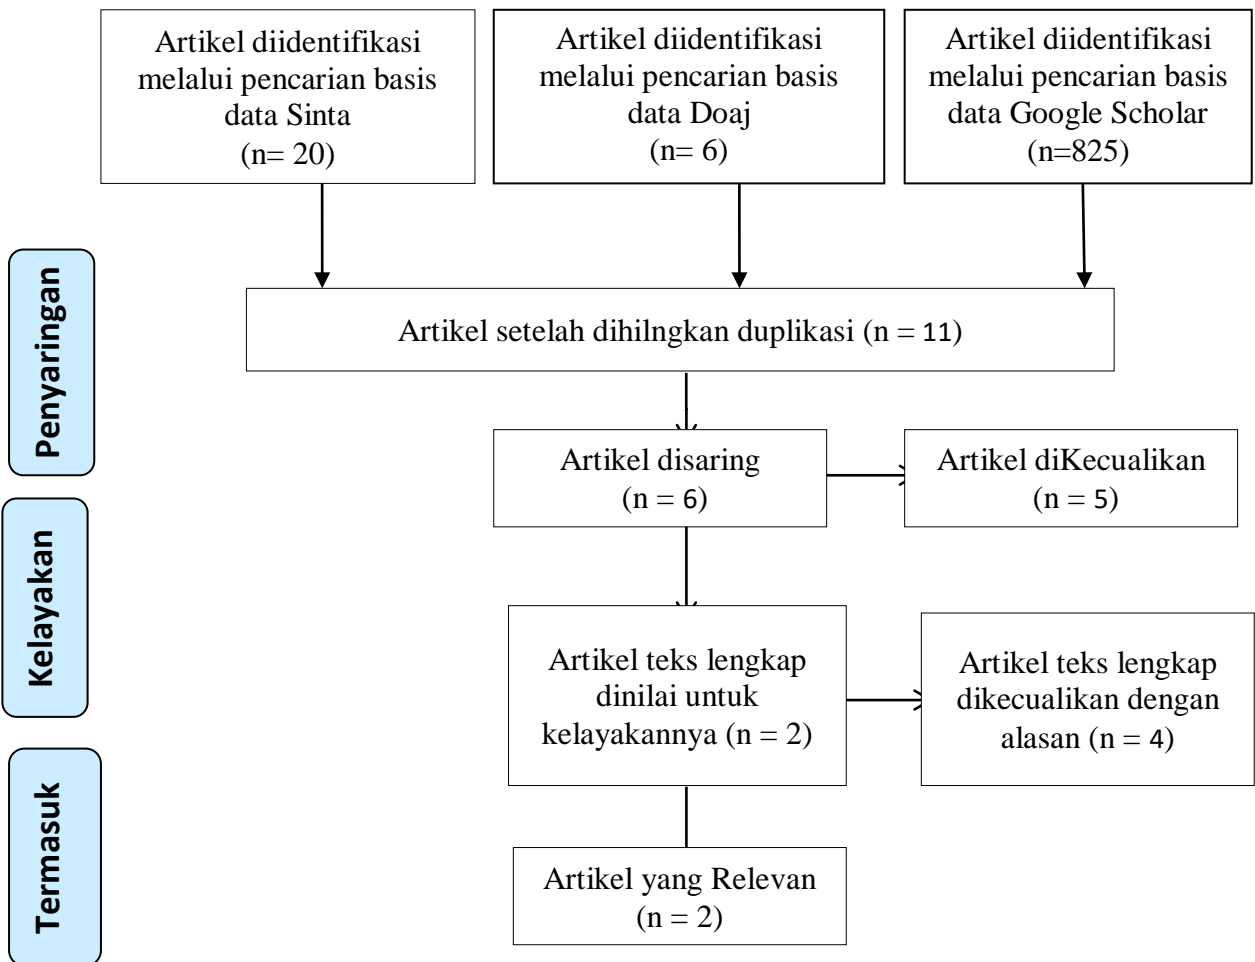 Artikel diidentifikasi
melalui pencarian basis
data Sinta
(n= 20)
Artikel diidentifikasi
melalui pencarian basis
data Doaj
(n= 6)
Artikel diidentifikasi
melalui pencarian basis
data Google Scholar
(n=825)
Penyaringan
Artikel setelah dihilngkan duplikasi (n = 11)
Artikel disaring
(n = 6)
Artikel diKecualikan
(n = 5)
Kelayakan
Artikel teks lengkap
dinilai untuk
kelayakannya (n = 2)
Artikel teks lengkap
dikecualikan dengan
alasan (n = 4)
Termasuk
Artikel yang Relevan
(n = 2)